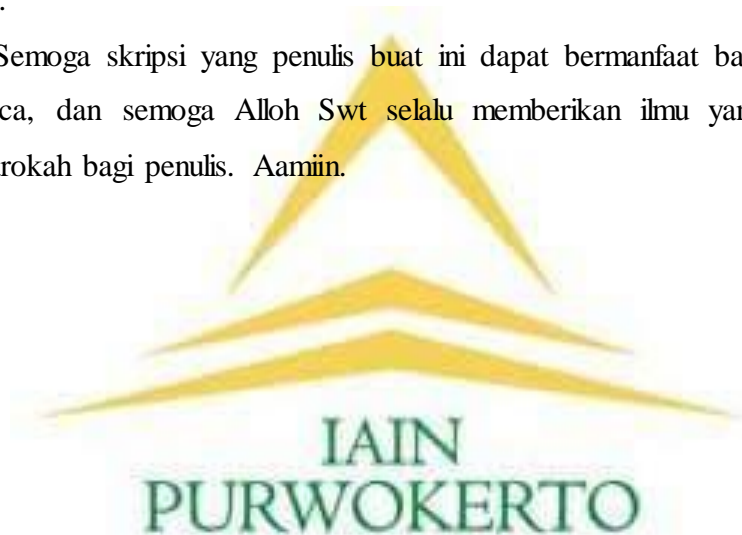 .
Semoga skripsi yang penulis buat ini dapat bermanfaat ba
ca, dan semoga Alloh Swt selalu memberikan ilmu yan
rokah bagi penulis. Aamiin.
IAIN
PURWOKERTO